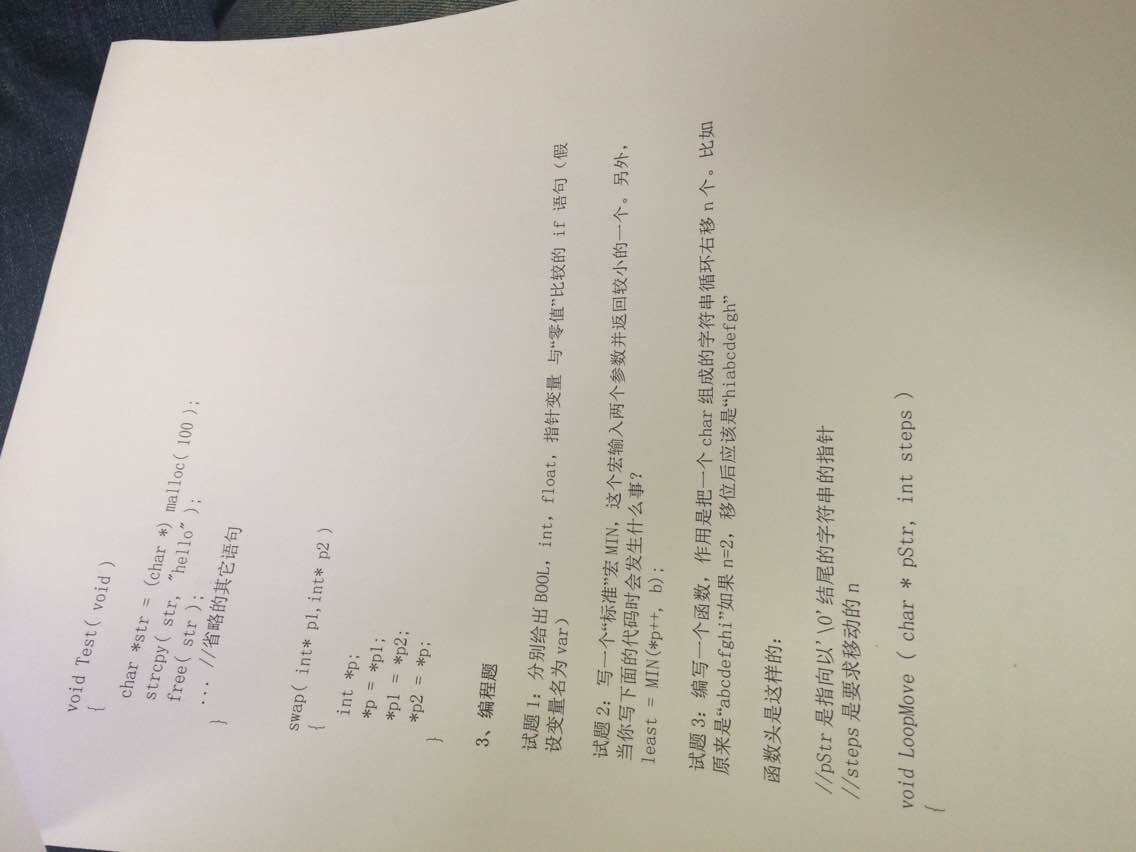 void Test( void )
{
char *str = (char *) malloc( 100 );
strcpy( str, "hello" );
free( str );
... //省略的其它语句
}
swap( int* p1,int* p2 )
{
int *p;
*p = *p1;
*p1 = *p2;
*p2 = *p;
}
3、编程题
试题 1：分别给出 BOOL，int，float，指针变量 与“零值”比较的 if 语句（假
设变量名为 var）
试题 2：写一个“标准”宏 MIN，这个宏输入两个参数并返回较小的一个。另外，
当你写下面的代码时会发生什么事？
least = MIN(*p++, b);
试题 3：编写一个函数，作用是把一个 char 组成的字符串循环右移 n 个。比如
原来是“abcdefghi”如果 n=2，移位后应该是“hiabcdefgh”
函数头是这样的：
//pStr 是指向以'\0'结尾的字符串的指针
//steps 是要求移动的 n
void LoopMove ( char * pStr, int steps )
{